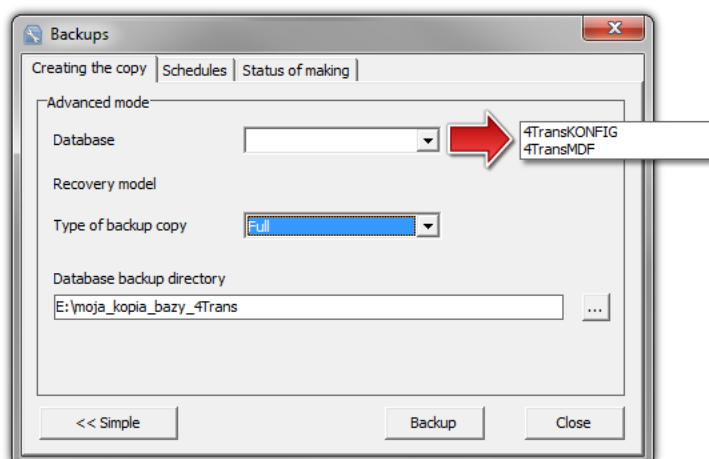 Backups
Creating the copy
Schedules
Status of making
Advanced mode
Database
4TransKONFIG
4TransMDF
Recovery model
Type of backup copy
Full
Database backup directory
E:\moja_kopia_bazy_4Trans
...
<< Simple
Backup
Close